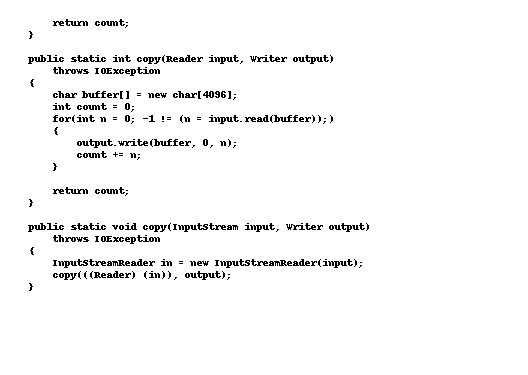 return count;
}
public static int copy(Reader input, Writer output)
throws IOException
{
char buffer[] = new char[4096];
int count = 0;
for(int n = 0; -1 != (n = input.read(buffer));)
{
output.write(buffer, 0, n);
count += n;
}
return count;
}
public static void copy(InputStream input, Writer output)
throws IOException
{
InputStreamReader in = new InputStreamReader(input);
copy(((Reader) (in)), output);
}